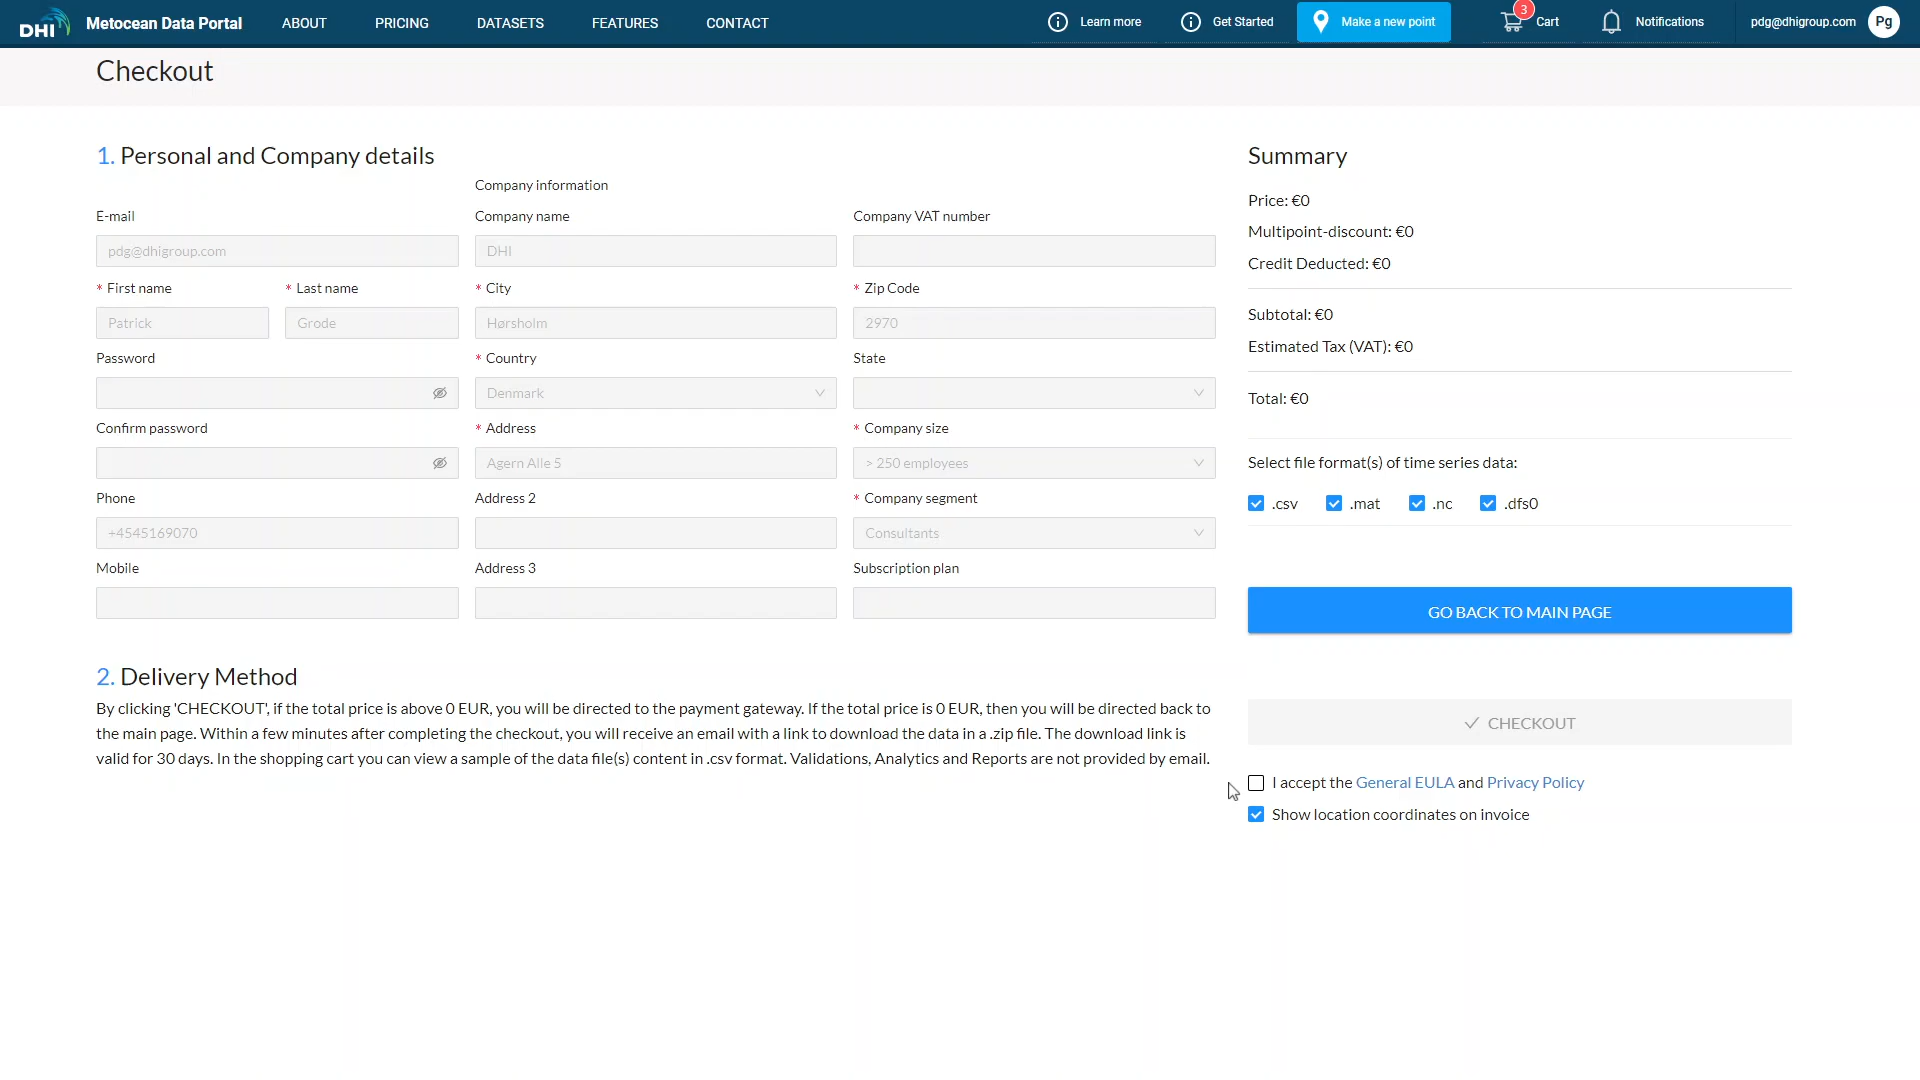 DHI Metocean Data Portal ABOUT PRICING DATASETS FEATURES CONTACT Learn more Get Started Make a new point 3 Cart Notifications pdg@dhigroup.com Pg
Checkout
1. Personal and Company details
Company information
E-mail Company name Company VAT number
pdg@dhigroup.com DHI
* First name * Last name * City * Zip Code
Patrick Grode Hørsholm 2970
Password * Country State
Denmark
Confirm password * Address * Company size
Agern Alle 5 > 250 employees
Phone Address 2 * Company segment
+4545169070 Consultants
Mobile Address 3 Subscription plan
2. Delivery Method
By clicking 'CHECKOUT', if the total price is above 0 EUR, you will be directed to the payment gateway. If the total price is 0 EUR, then you will be directed back to
the main page. Within a few minutes after completing the checkout, you will receive an email with a link to download the data in a .zip file. The download link is
valid for 30 days. In the shopping cart you can view a sample of the data file(s) content in .csv format. Validations, Analytics and Reports are not provided by email.
Summary
Price: €0
Multipoint-discount: €0
Credit Deducted: €0
Subtotal: €0
Estimated Tax (VAT): €0
Total: €0
Select file format(s) of time series data:
.csv .mat .nc .dfs0
GO BACK TO MAIN PAGE
CHECKOUT
I accept the General EULA and Privacy Policy
Show location coordinates on invoice